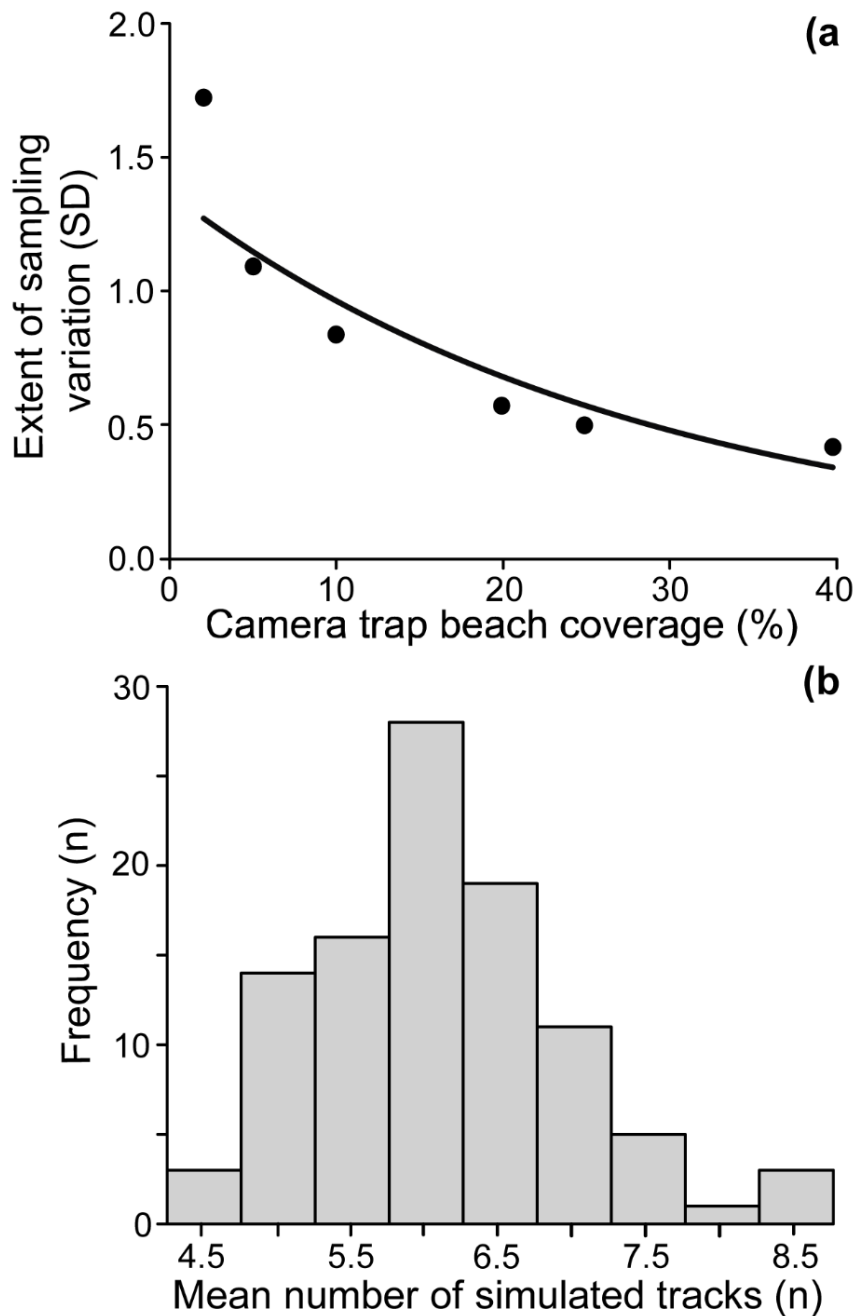 (a
2.0
1.5
1.0
0.5
0.0
Extent of sampling
variation (SD)
0 10 20 30 40
Camera trap beach coverage (%)
(b
30
20
10
0
Frequency (n)
4.5 5.5 6.5 7.5 8.5
Mean number of simulated tracks (n)